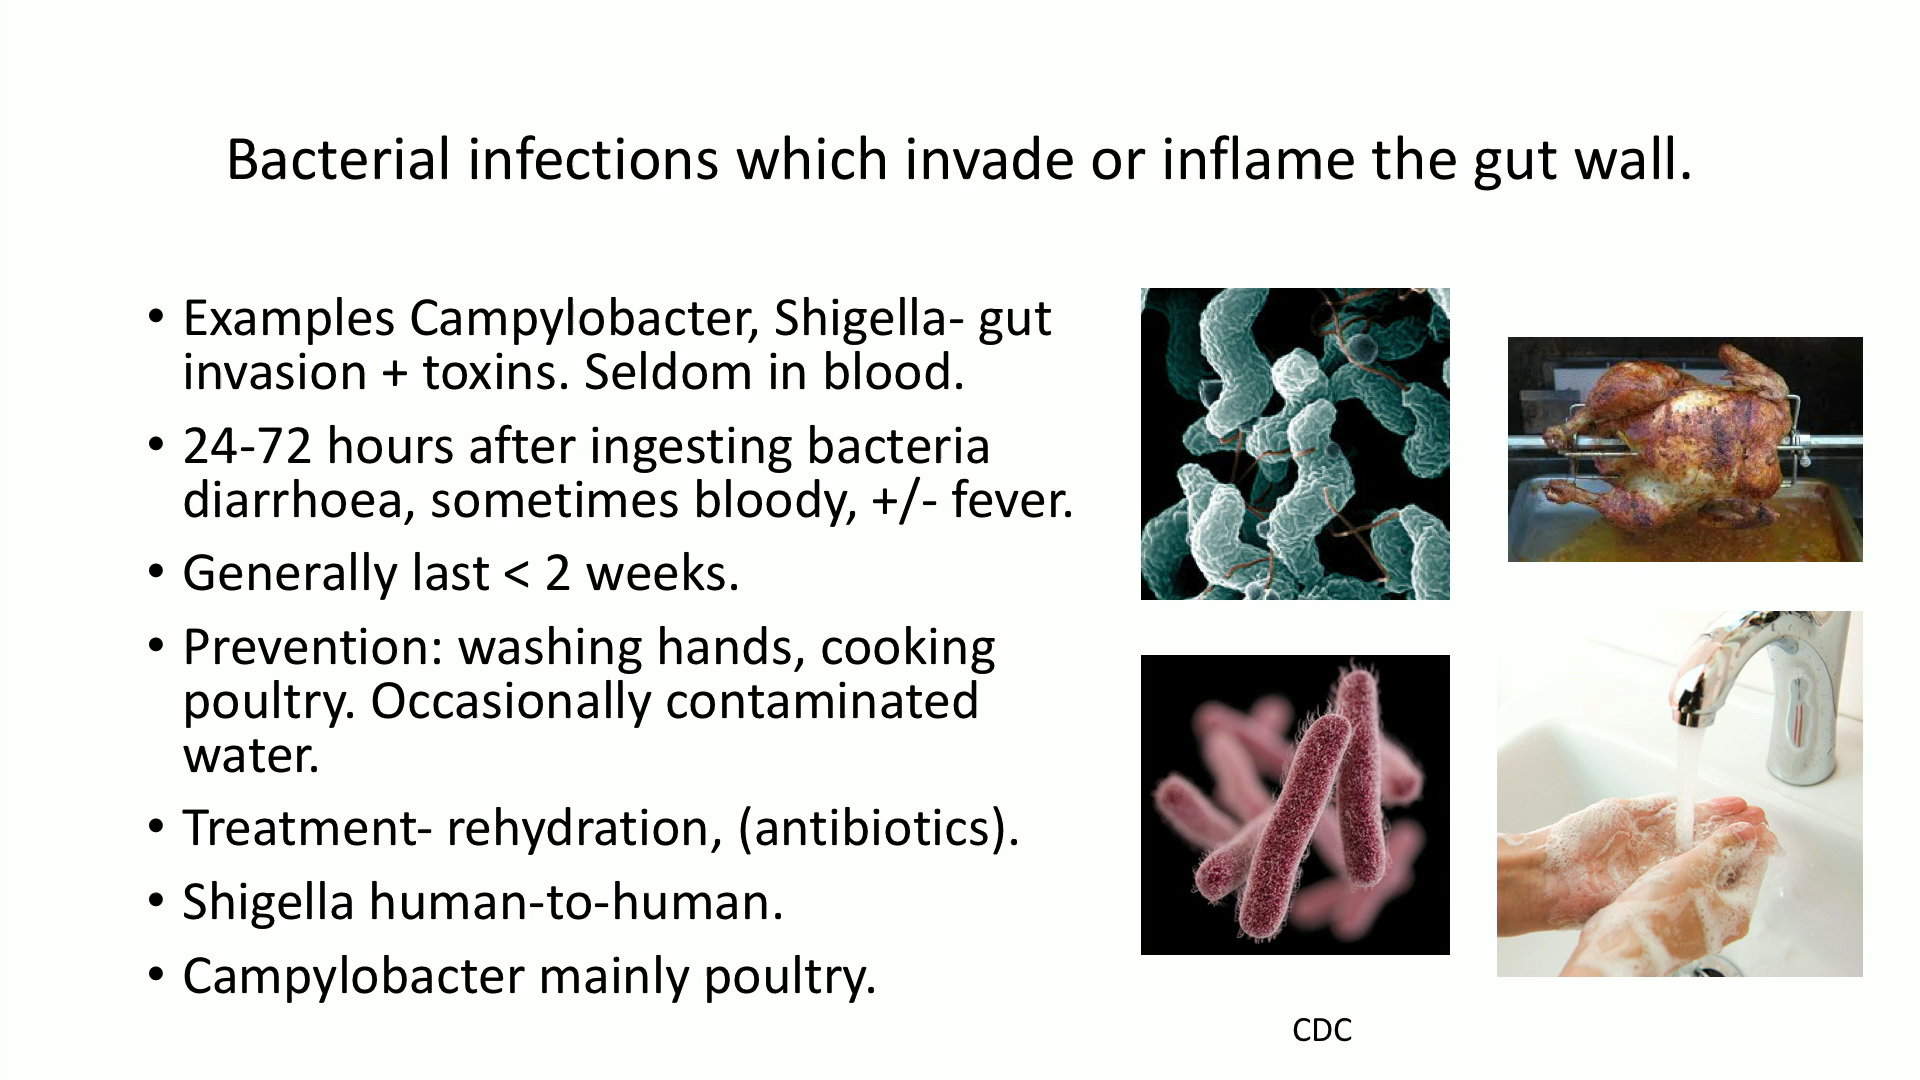 Bacterial infections which invade or inflame the gut wall.
• Examples Campylobacter, Shigella- gut
invasion + toxins. Seldom in blood.
• 24-72 hours after ingesting bacteria
diarrhoea, sometimes bloody, +/- fever.
• Generally last < 2 weeks.
• Prevention: washing hands, cooking
poultry. Occasionally contaminated
water.
• Treatment- rehydration, (antibiotics).
• Shigella human-to-human.
• Campylobacter mainly poultry.
CDC